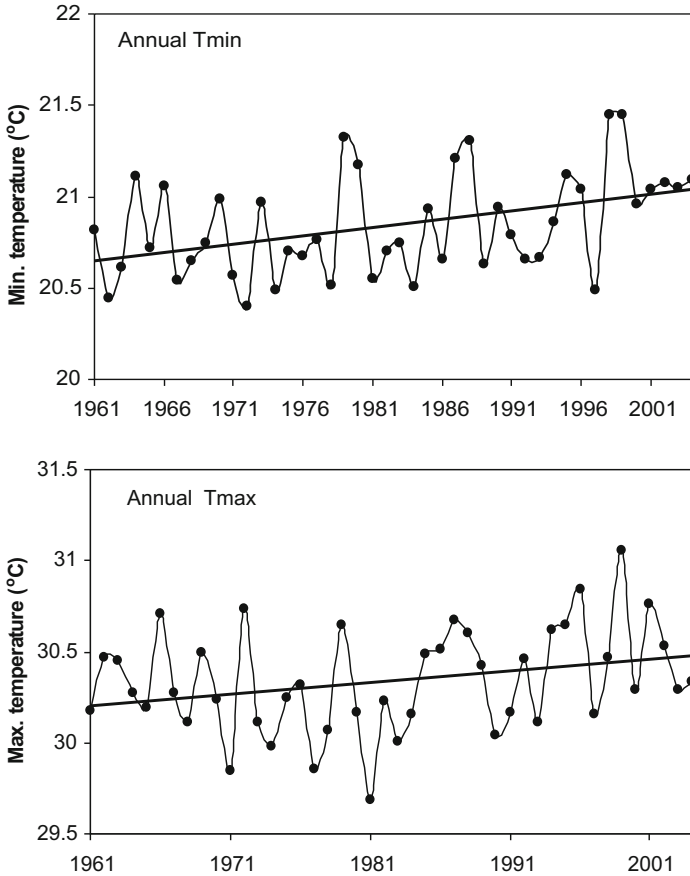 22
Annual Tmin
21.5
21
20.5
20
Min. temperature (°C)
1961 1966 1971 1976 1981 1986 1991 1996 2001
31.5
Annual Tmax
31
30.5
30
29.5
Max. temperature (°C)
1961 1971 1981 1991 2001